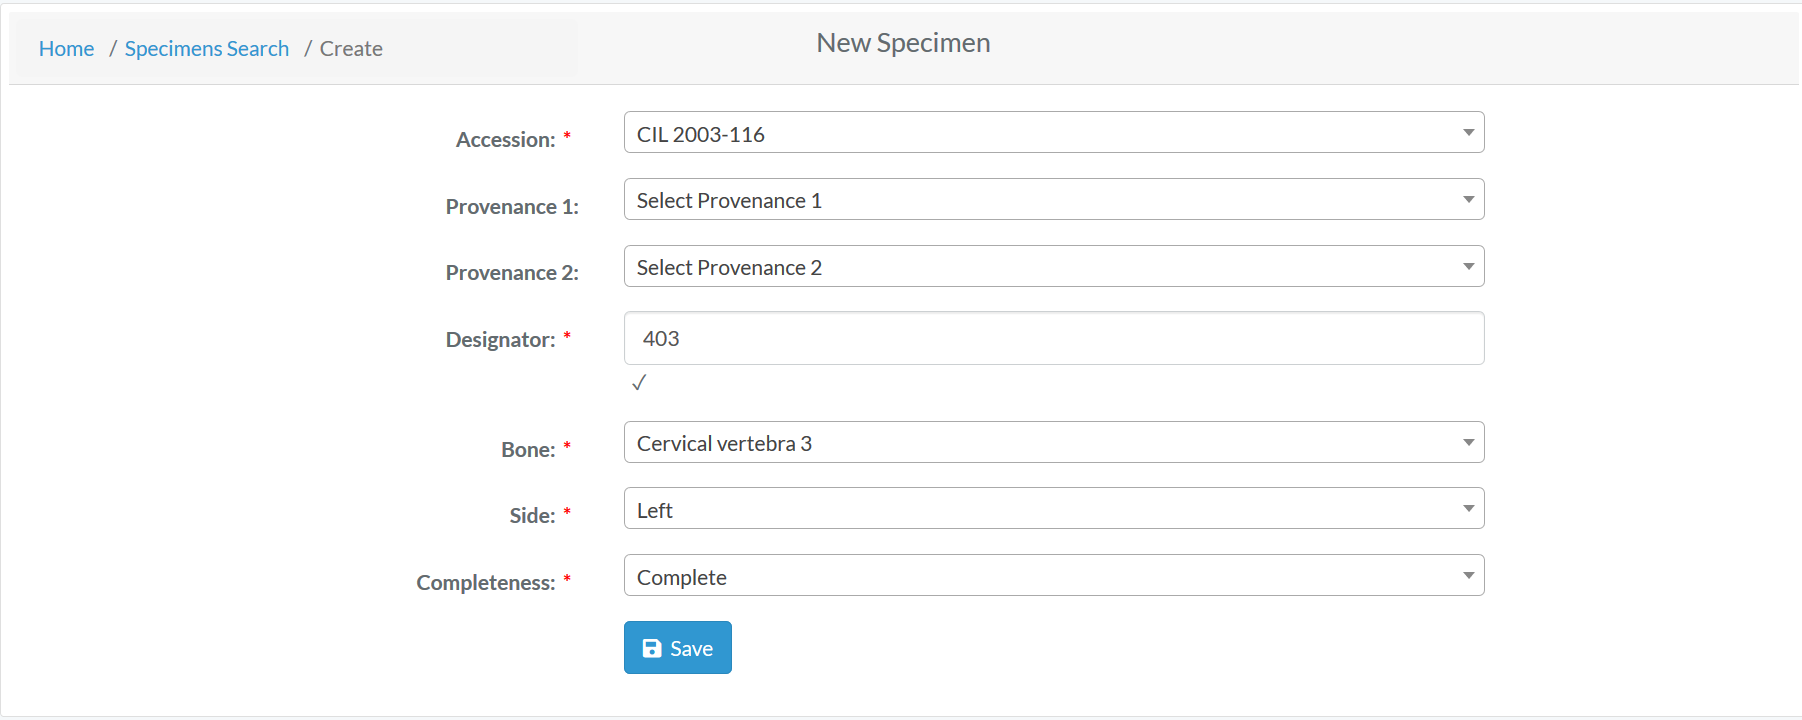 Home / Specimens Search / Create
New Specimen
Accession: * CIL 2003-116
Provenance 1: Select Provenance 1
Provenance 2: Select Provenance 2
Designator: * 403
✓
Bone: * Cervical vertebra 3
Side: * Left
Completeness: * Complete
Save